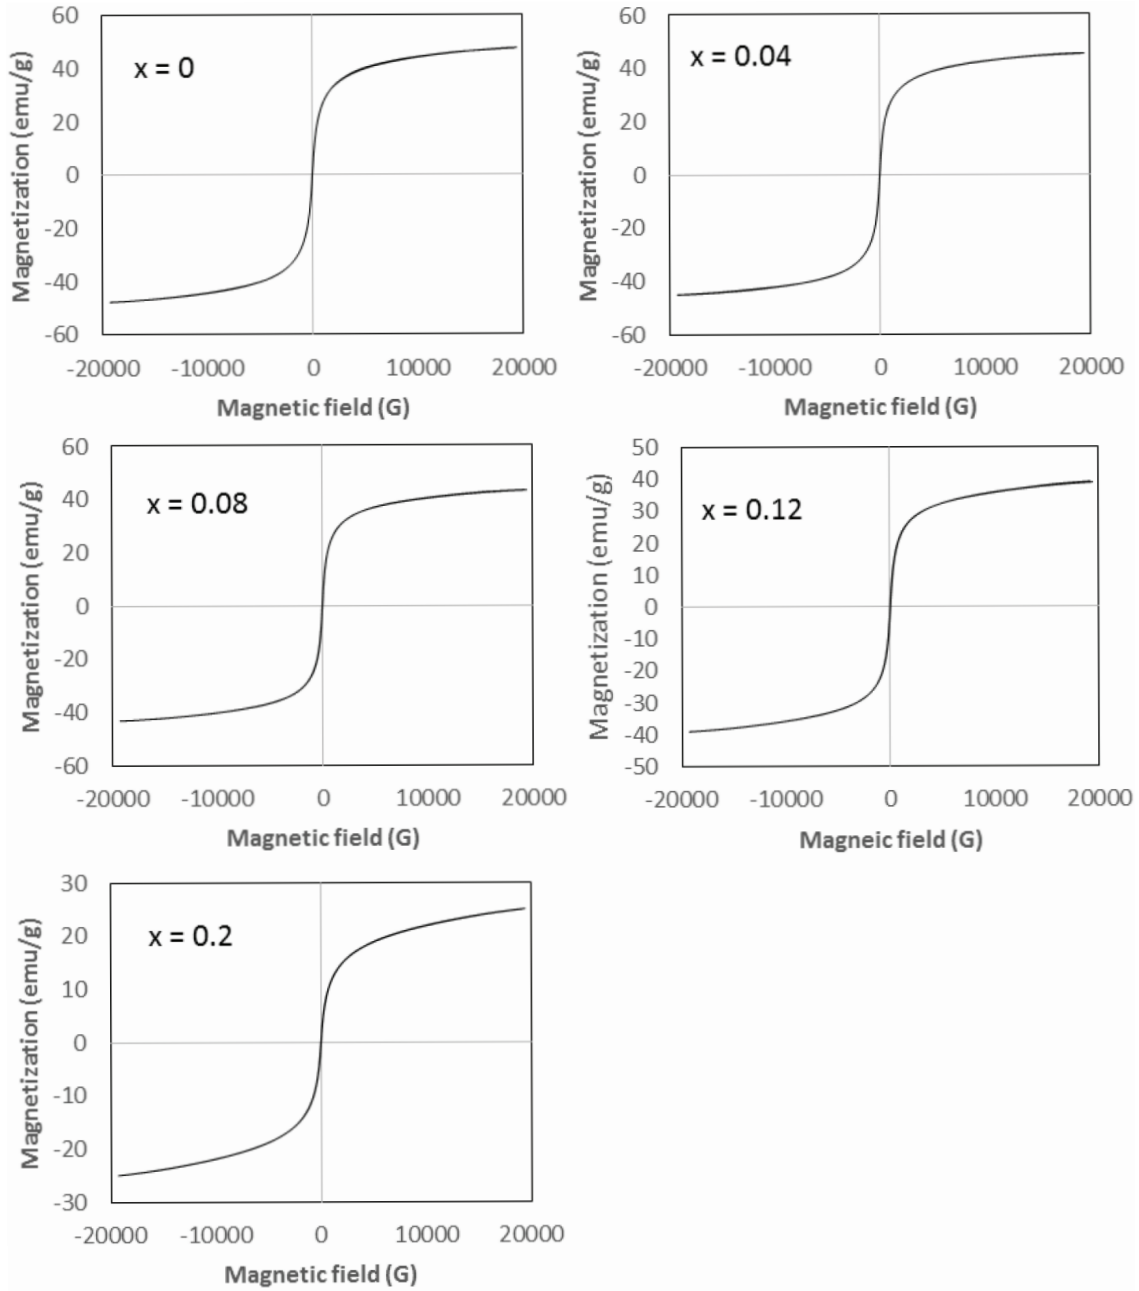 Magnetization (emu/g)
60
40
20
0
-20
-40
-60
x = 0
-20000 -10000 0 10000 20000
Magnetic field (G)
Magnetization (emu/g)
60
40
20
0
-20
-40
-60
x = 0.04
-20000 -10000 0 10000 20000
Magnetic field (G)
Magnetization (emu/g)
60
40
20
0
-20
-40
-60
x = 0.08
-20000 -10000 0 10000 20000
Magnetic field (G)
Magnetization (emu/g)
50
40
30
20
10
0
-10
-20
-30
-40
-50
x = 0.12
-20000 -10000 0 10000 20000
Magneic field (G)
Magnetization (emu/g)
30
20
10
0
-10
-20
-30
x = 0.2
-20000 -10000 0 10000 20000
Magnetic field (G)